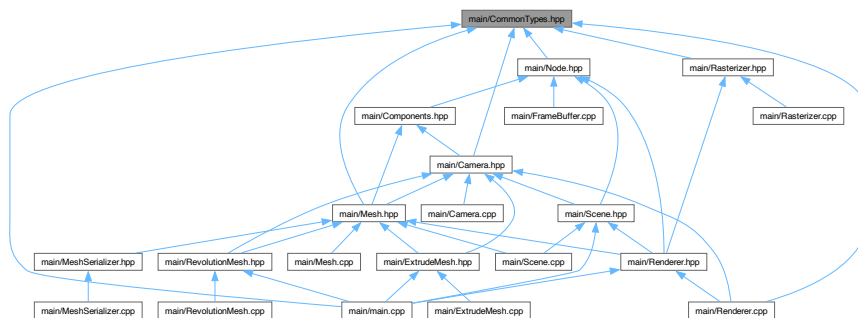 main/CommonTypes.hpp
main/Node.hpp
main/Rasterizer.hpp
main/Components.hpp
main/FrameBuffer.cpp
main/Rasterizer.cpp
main/Camera.hpp
main/Mesh.hpp
main/Camera.cpp
main/Scene.hpp
main/MeshSerializer.hpp
main/RevolutionMesh.hpp
main/Mesh.cpp
main/ExtrudeMesh.hpp
main/Scene.cpp
main/Renderer.hpp
main/MeshSerializer.cpp
main/RevolutionMesh.cpp
main/main.cpp
main/ExtrudeMesh.cpp
main/Renderer.cpp